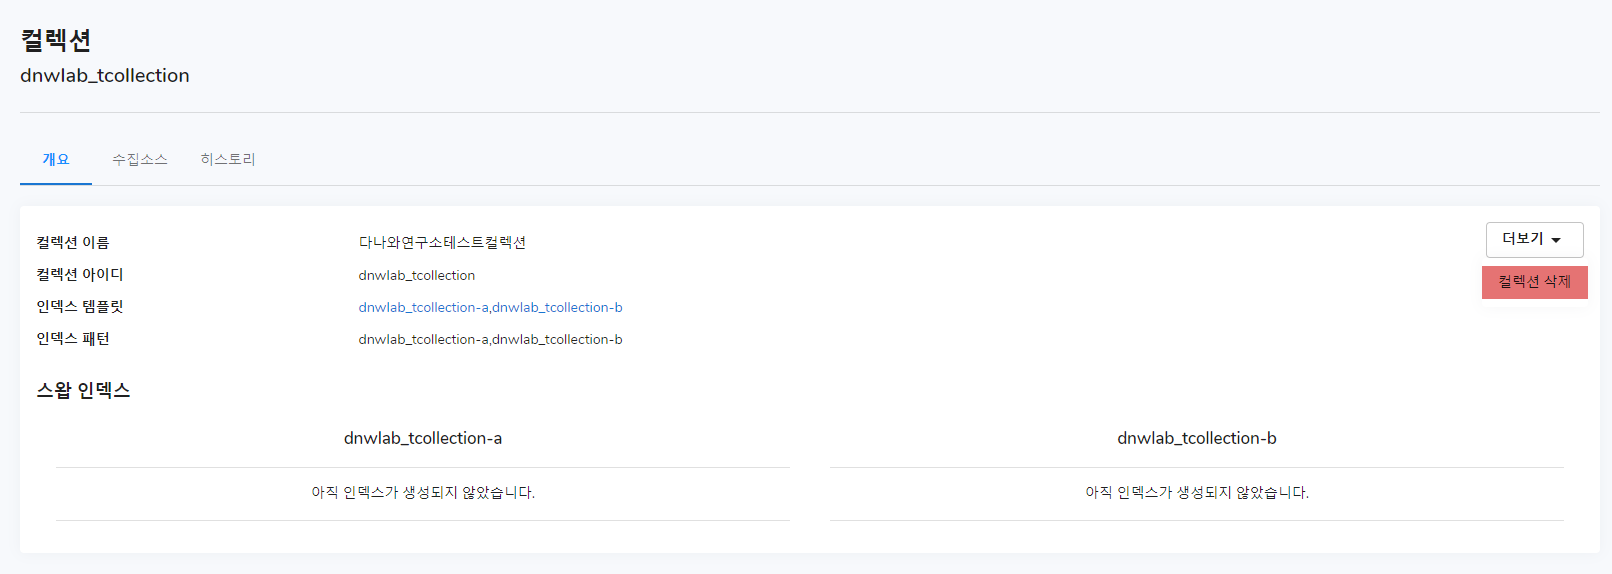 컬렉션
dnwlab_tcollection
개요 수집소스 히스토리
컬렉션 이름 다나와연구소테스트컬렉션 더보기
컬렉션 아이디 dnwlab_tcollection 컬렉션 삭제
인덱스 템플릿 dnwlab_tcollection-a,dnwlab_tcollection-b
인덱스 패턴 dnwlab_tcollection-a,dnwlab_tcollection-b
스왑 인덱스
dnwlab_tcollection-a dnwlab_tcollection-b
아직 인덱스가 생성되지 않았습니다. 아직 인덱스가 생성되지 않았습니다.